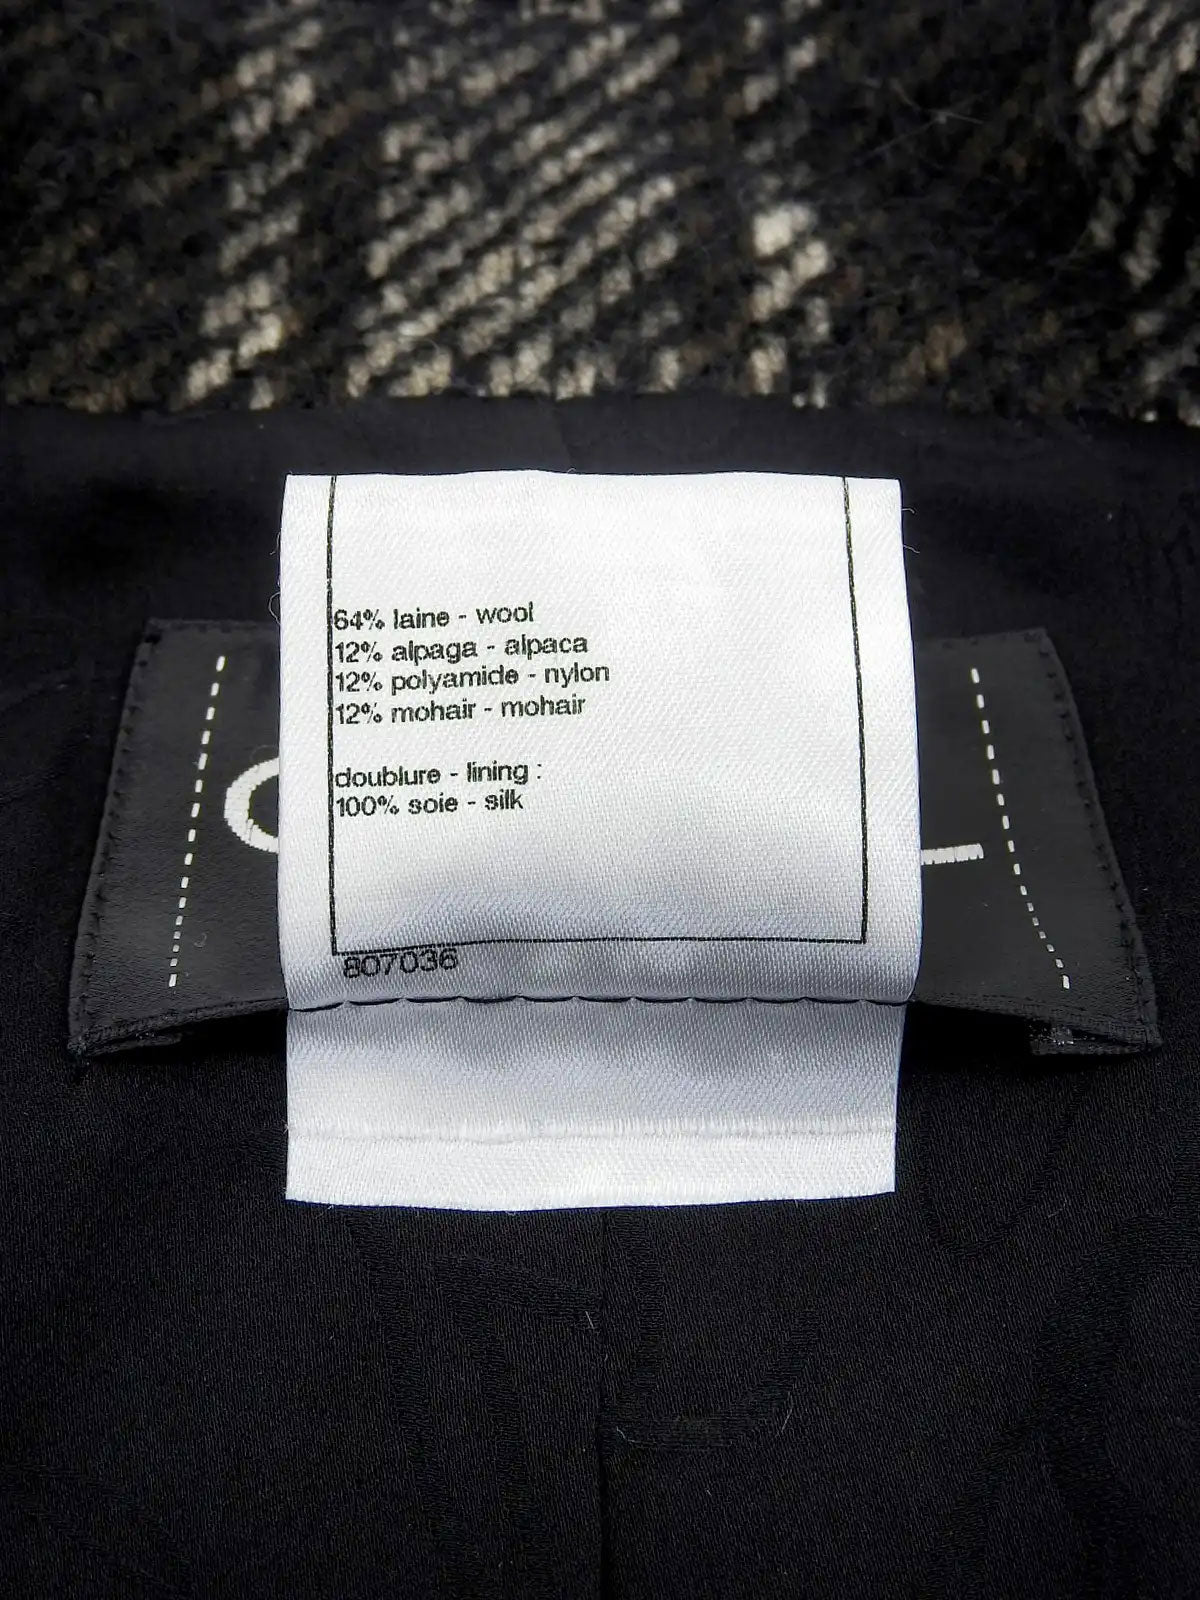 64% laine - wool
12% alpaga - alpaca
12% polyamide - nylon
12% mohair - mohair
doublure - lining :
100% soie - silk
807036